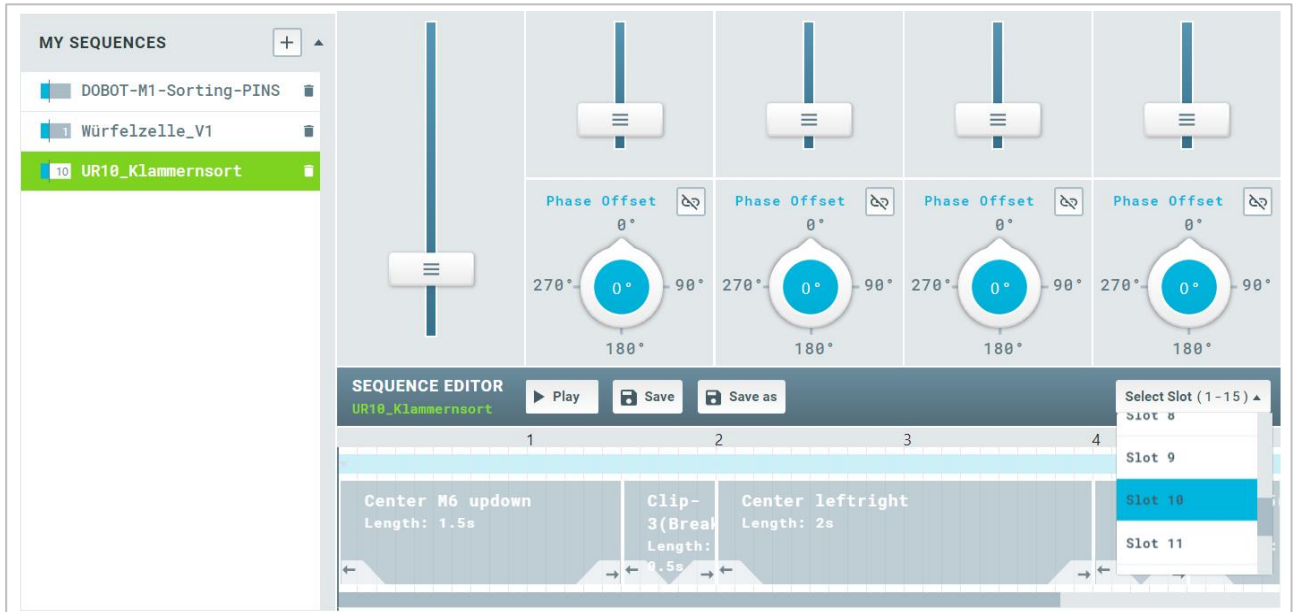 MY SEQUENCES
+
DOBOT-M1-Sorting-PINS
1 Würfelzelle_V1
10 UR10_Klammernsort
Phase Offset Phase Offset Phase Offset Phase Offset
0° 0° 0° 0°
270° 0° 90° 270° 0° 90° 270° 0° 90° 270° 0° 90°
180° 180° 180° 180°
SEQUENCE EDITOR
UR10_Klammernsort
Play Save Save as
Select Slot (1-15)
Slot 8
Slot 9
Slot 10
Slot 11
1 2 3 4
Center M6 updown
Length: 1.5s
Clip-
3(Break
Length:
0.5s
Center leftright
Length: 2s